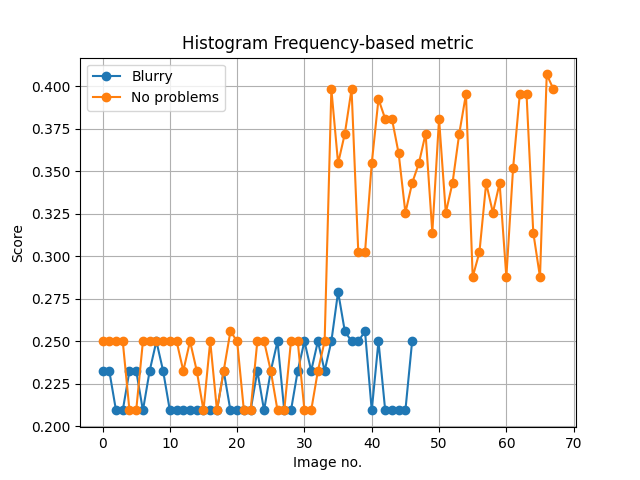 Histogram Frequency-based metric
Blurry
No problems
0.400
0.375
0.350
0.325
0.300
0.275
0.250
0.225
0.200
Score
0 10 20 30 40 50 60 70
Image no.